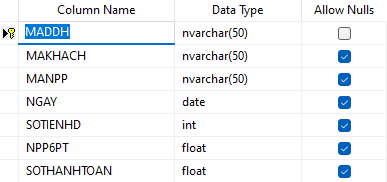 Column Name Data Type Allow Nulls
MADDH nvarchar(50)
MAKHACH nvarchar(50)
MANPP nvarchar(50)
NGAY date
SOTIENHD int
NPP6PT float
SOTHANHTOAN float